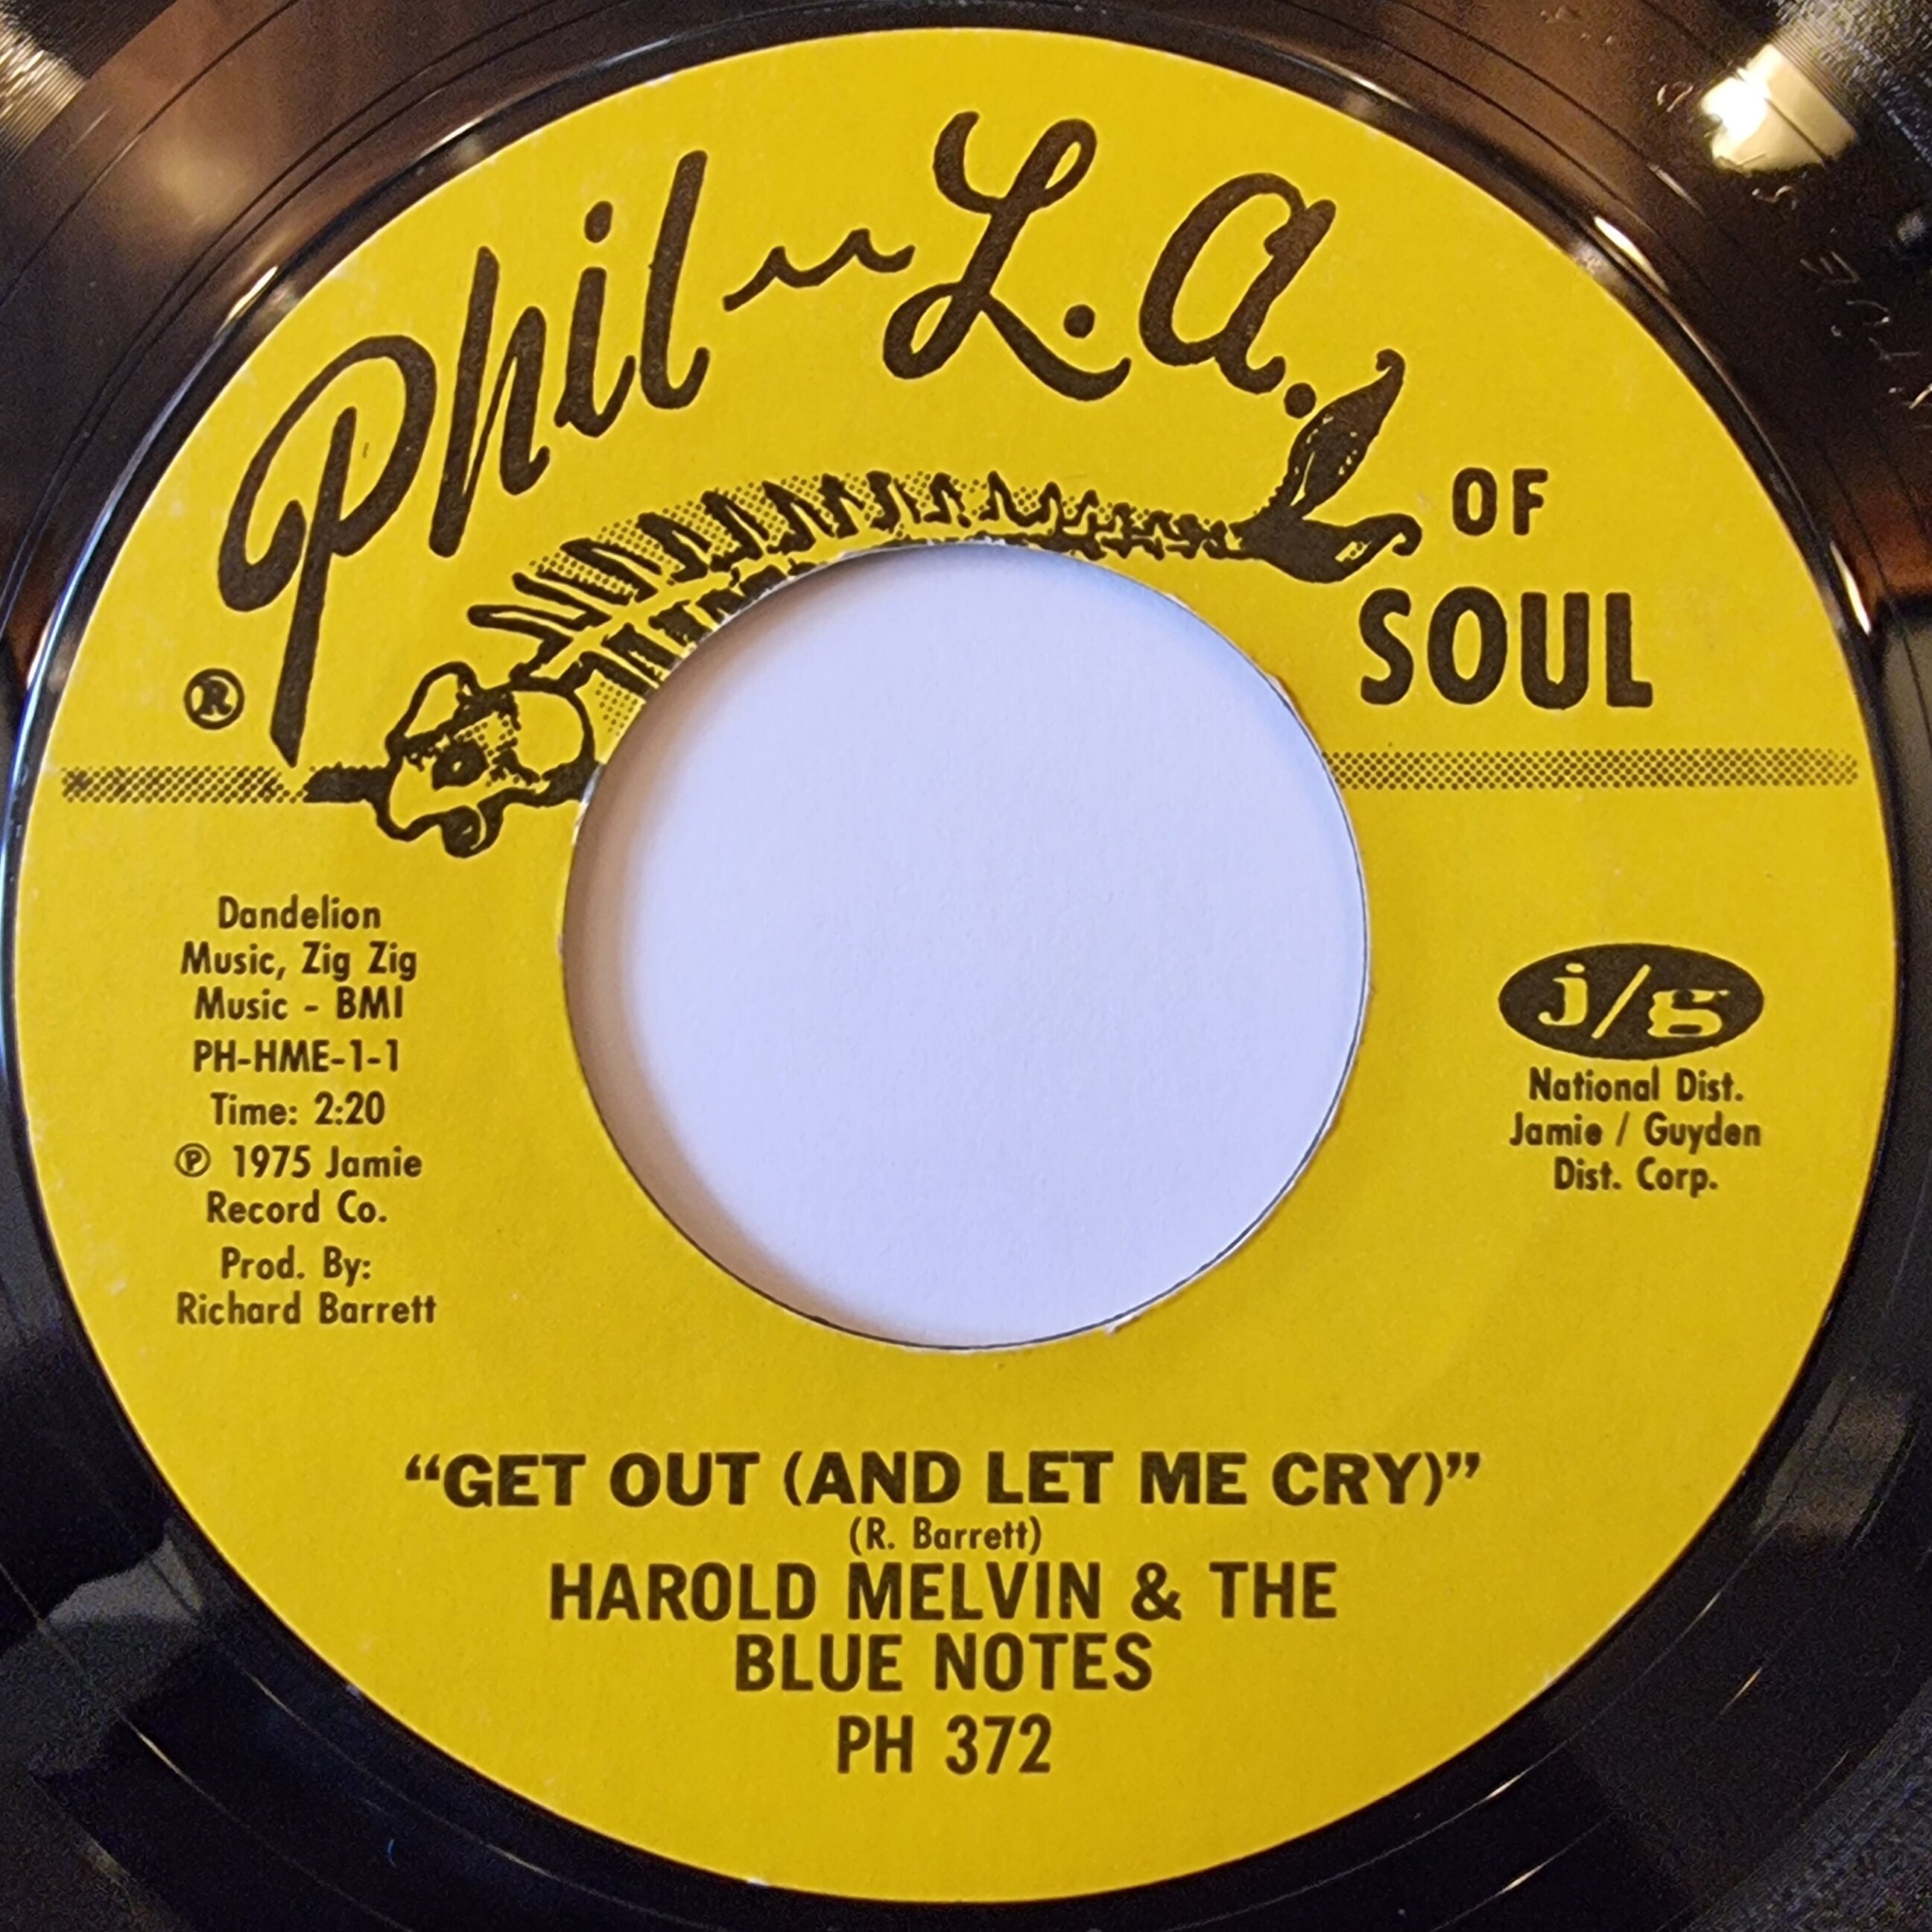 Phil-L.A.
OF
SOUL
®
Dandelion
Music, Zig Zig
Music - BMI
PH-HME-1-1
Time: 2:20
℗ 1975 Jamie
Record Co.
Prod. By:
Richard Barrett
j/g
National Dist.
Jamie / Guyden
Dist. Corp.
“GET OUT (AND LET ME CRY)”
(R. Barrett)
HAROLD MELVIN & THE
BLUE NOTES
PH 372